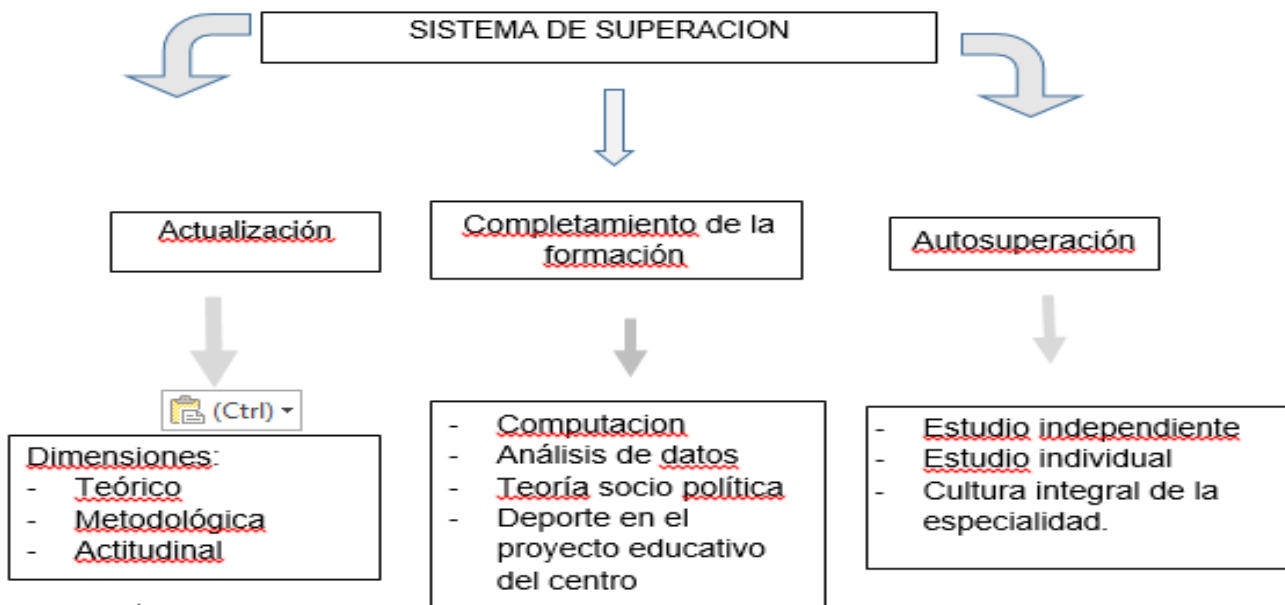 SISTEMA DE SUPERACION
Actualización
Completamiento de la
formación
Autosuperación
(Ctrl)
Dimensiones:
- Teórico
- Metodológica
- Actitudinal
- Computacion
- Análisis de datos
- Teoría socio política
- Deporte en el
proyecto educativo
del centro
- Estudio independiente
- Estudio individual
- Cultura integral de la
especialidad.